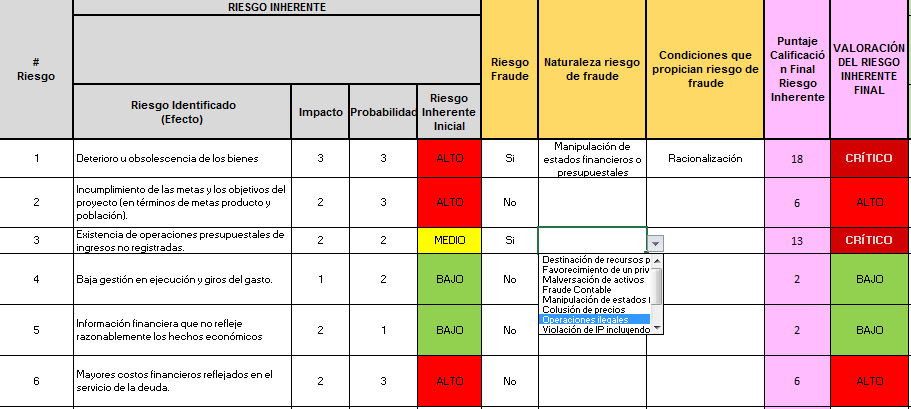 RIESGO INHERENTE
#
Riesgo
Riesgo Identificado
(Efecto)
Impacto
Probabilidad
Riesgo
Inherente
Inicial
Riesgo
Fraude
Naturaleza riesgo
de fraude
Condiciones que
propician riesgo de
fraude
Puntaje
Calificació
n Final
Riesgo
Inherente
VALORACIÓN
DEL RIESGO
INHERENTE
FINAL
1
Deterioro u obsolescencia de los bienes
3
3
ALTO
Si
Manipulación de
estados financieros o
presupuestales
Racionalización
18
CRÍTICO
2
Incumplimiento de las metas y los objetivos del
proyecto (en términos de metas producto y
población).
2
3
ALTO
No
6
ALTO
3
Existencia de operaciones presupuestales de
ingresos no registradas.
2
2
MEDIO
Si
13
CRÍTICO
Destinación de recursos p
Favorecimiento de un priv
Malversación de activos
Fraude Contable
Manipulación de estados
Colusión de precios
Operaciones ilegales
Violación de IP incluyendo
4
Baja gestión en ejecución y giros del gasto.
1
2
BAJO
No
2
BAJO
5
Información financiera que no refleje
razonablemente los hechos económicos
2
1
BAJO
No
2
BAJO
6
Mayores costos financieros reflejados en el
servicio de la deuda.
2
3
ALTO
No
6
ALTO